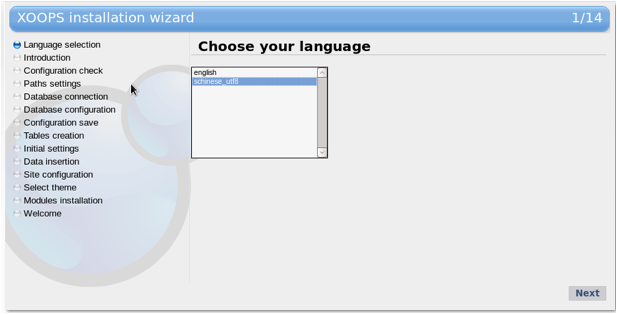 XOOPS installation wizard 1/14
Language selection
Introduction
Configuration check
Paths settings
Database connection
Database configuration
Configuration save
Tables creation
Initial settings
Data insertion
Site configuration
Select theme
Modules installation
Welcome
Choose your language
english
schinese_utf8
Next